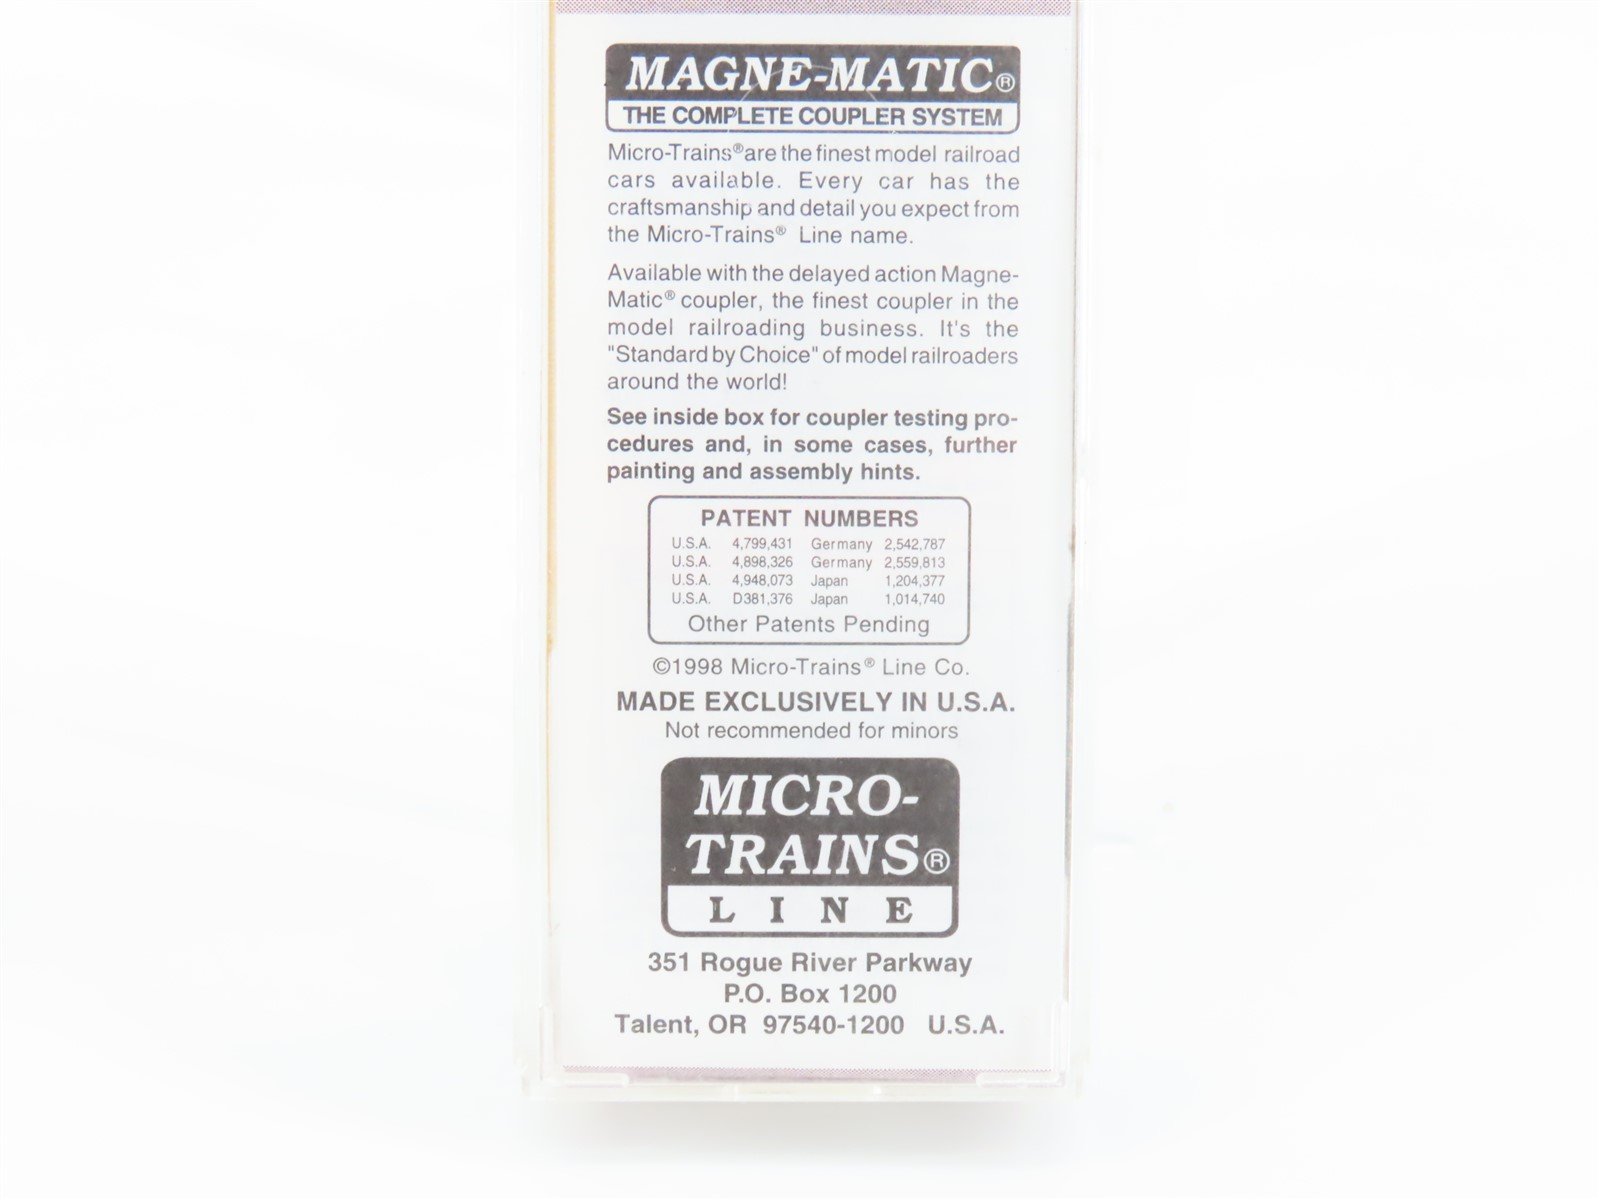 MAGNE-MATIC®
THE COMPLETE COUPLER SYSTEM
Micro-Trains® are the finest model railroad
cars available. Every car has the
craftsmanship and detail you expect from
the Micro-Trains® Line name.
Available with the delayed action Magne-
Matic® coupler, the finest coupler in the
model railroading business. It's the
"Standard by Choice" of model railroaders
around the world!
See inside box for coupler testing pro-
cedures and, in some cases, further
painting and assembly hints.
PATENT NUMBERS
U.S.A. 4,799,431 Germany 2,542,787
U.S.A. 4,898,326 Germany 2,559,813
U.S.A. 4,948,073 Japan 1,204,377
U.S.A. D381,376 Japan 1,014,740
Other Patents Pending
©1998 Micro-Trains® Line Co.
MADE EXCLUSIVELY IN U.S.A.
Not recommended for minors
MICRO-
TRAINS®
LINE
351 Rogue River Parkway
P.O. Box 1200
Talent, OR 97540-1200 U.S.A.